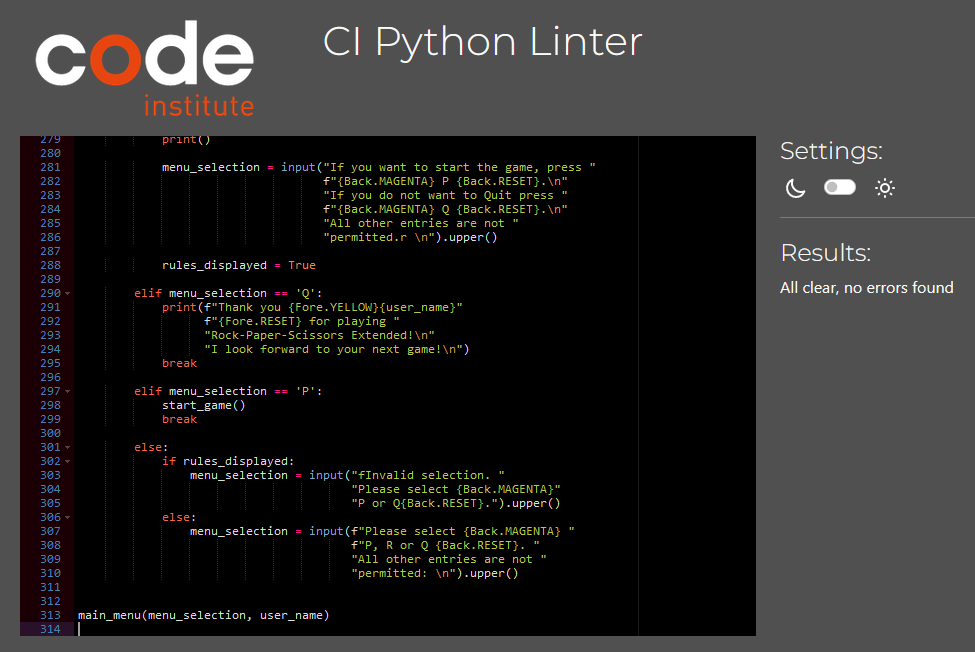 code
institute
CI Python Linter
279 print()
280
281 menu_selection = input("If you want to start the game, press "
282 f"{Back.MAGENTA} P {Back.RESET}.\n"
283 "If you do not want to Quit press "
284 f"{Back.MAGENTA} Q {Back.RESET}.\n"
285 "All other entries are not "
286 "permitted.r \n").upper()
287
288 rules_displayed = True
289
290 elif menu_selection == 'Q':
291 print(f"Thank you {Fore.YELLOW}{user_name}"
292 f"{Fore.RESET} for playing "
293 "Rock-Paper-Scissors Extended!\n"
294 "I look forward to your next game!\n")
295 break
296
297 elif menu_selection == 'P':
298 start_game()
299 break
300
301 else:
302 if rules_displayed:
303 menu_selection = input("fInvalid selection. "
304 "Please select {Back.MAGENTA}"
305 "P or Q{Back.RESET}.").upper()
306 else:
307 menu_selection = input(f"Please select {Back.MAGENTA} "
308 f"P, R or Q {Back.RESET}. "
309 "All other entries are not "
310 "permitted: \n").upper()
311
312
313 main_menu(menu_selection, user_name)
314
Settings:
Results:
All clear, no errors found